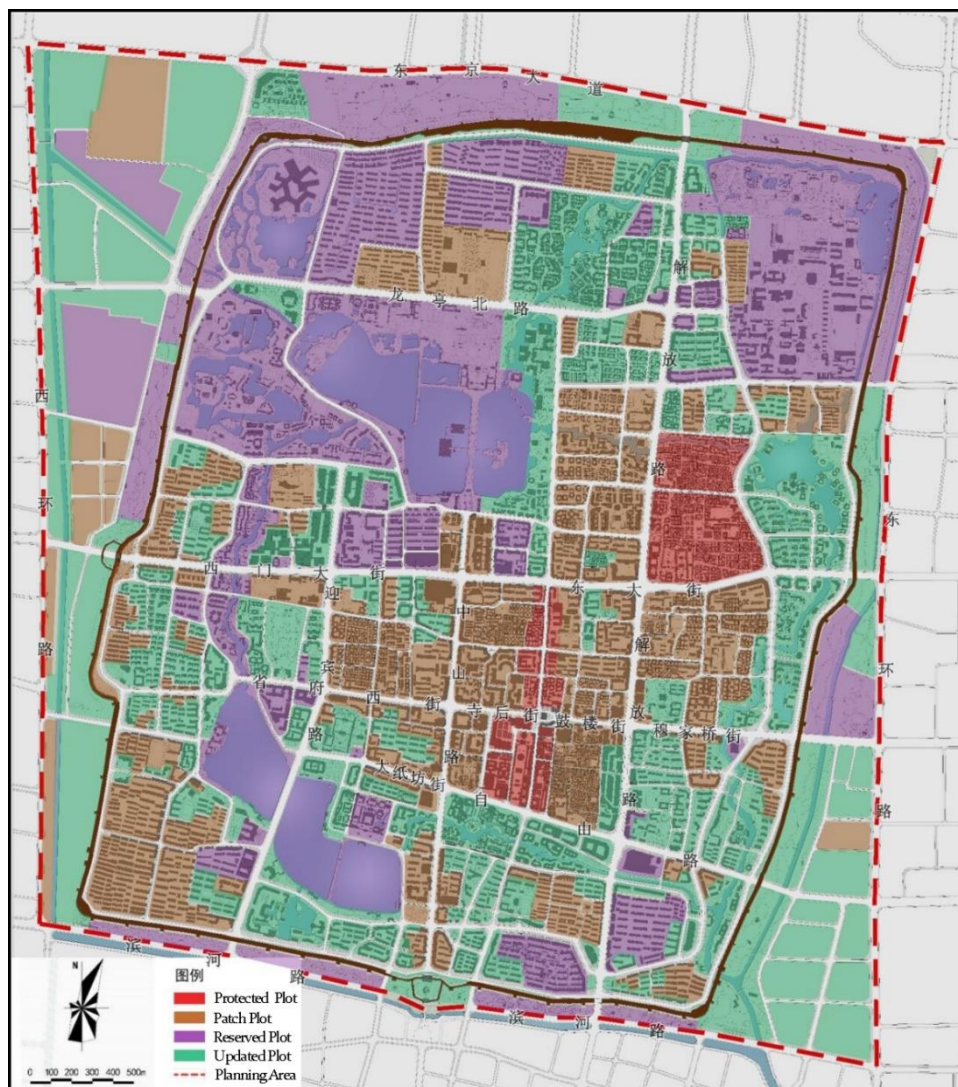 东京大道
龙亭北路
解放路
西环路
东环路
西门大街
东大街
迎宾路
中山路
解放路
省府西街
寺后街
鼓楼街
穆家桥街
大纸坊街
自由路
滨河路
滨河路
N
图例
Protected Plot
Patch Plot
Reserved Plot
Updated Plot
Planning Area
0 100 200 300 400 500m